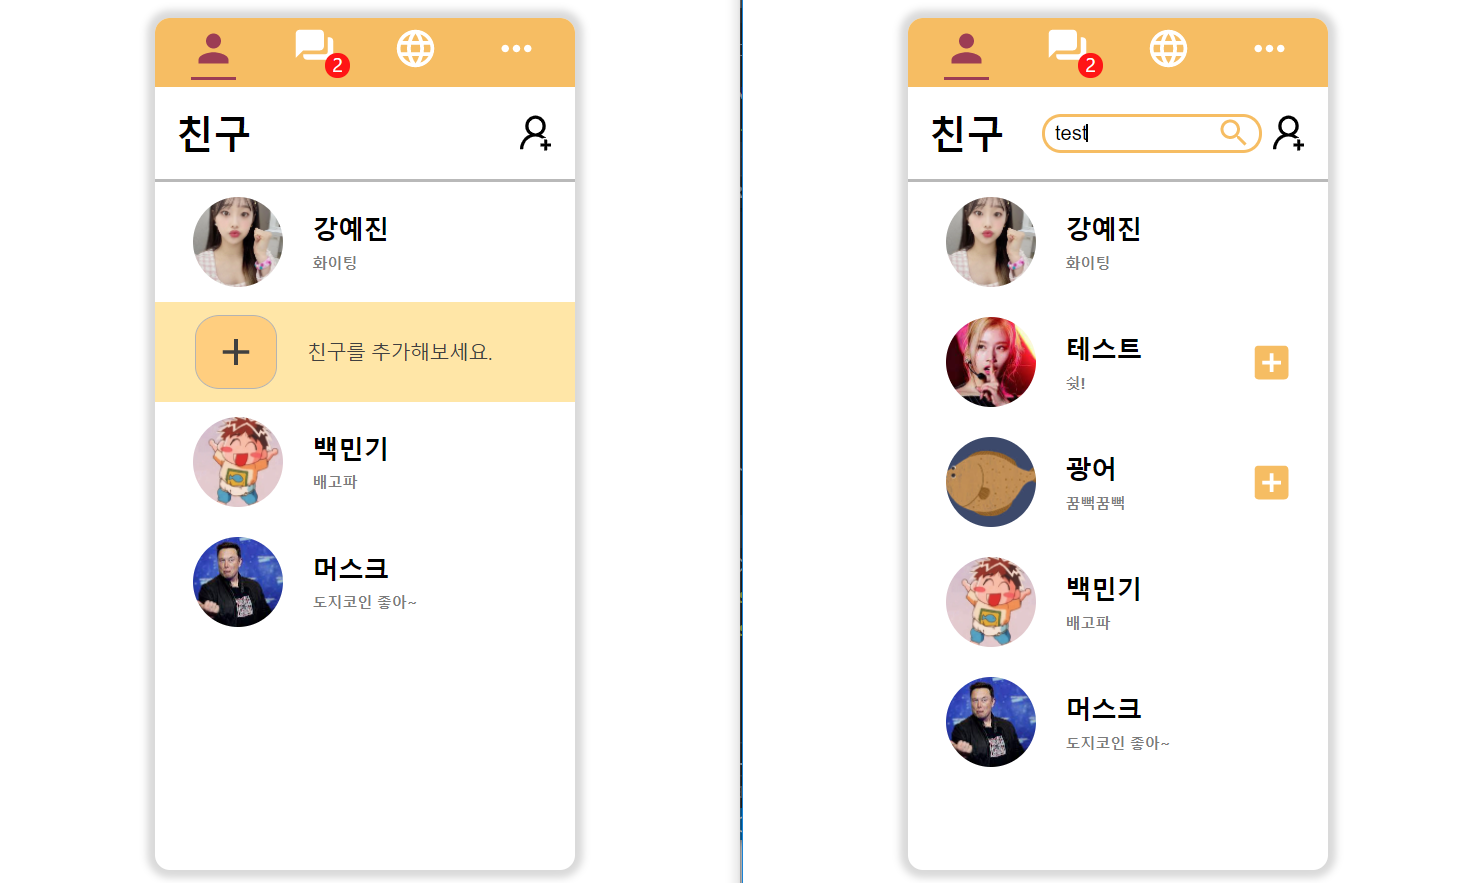 2
친구
강예진
화이팅
친구를 추가해보세요.
백민기
배고파
머스크
도지코인 좋아~
2
친구
test
강예진
화이팅
테스트
쉿!
광어
꿈뻑꿈뻑
백민기
배고파
머스크
도지코인 좋아~